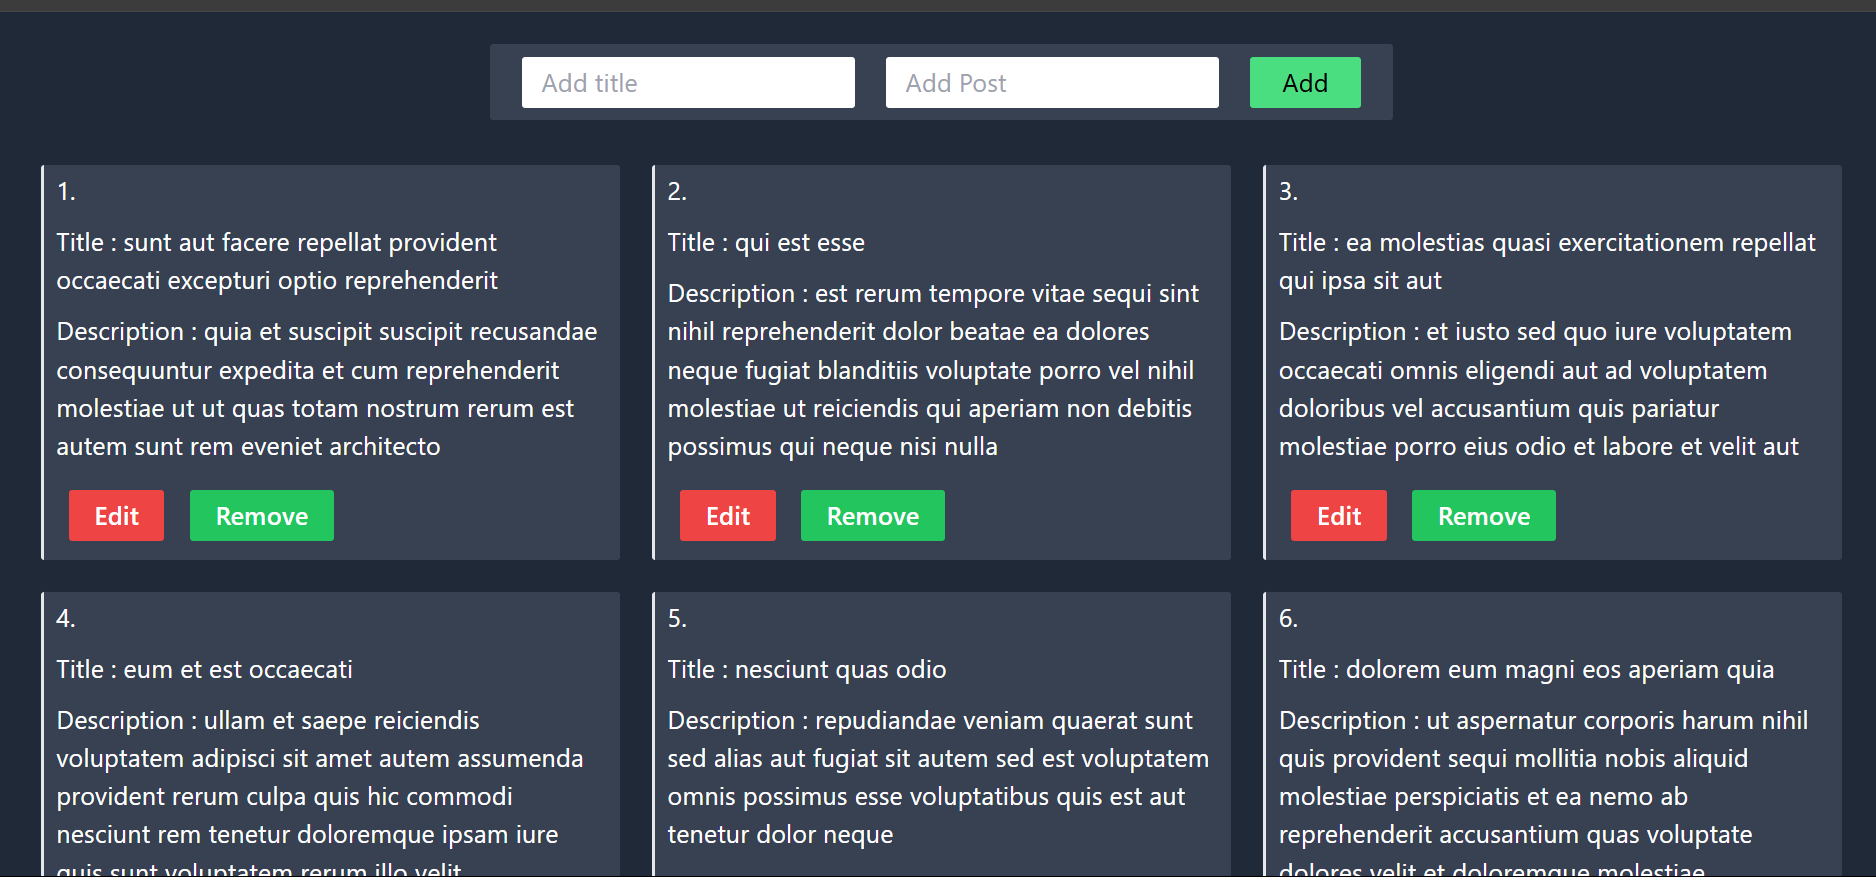 Add title
Add Post
Add
1.
Title : sunt aut facere repellat provident
occaecati excepturi optio reprehenderit
Description : quia et suscipit suscipit recusandae
consequuntur expedita et cum reprehenderit
molestiae ut ut quas totam nostrum rerum est
autem sunt rem eveniet architecto
Edit
Remove
2.
Title : qui est esse
Description : est rerum tempore vitae sequi sint
nihil reprehenderit dolor beatae ea dolores
neque fugiat blanditiis voluptate porro vel nihil
molestiae ut reiciendis qui aperiam non debitis
possimus qui neque nisi nulla
Edit
Remove
3.
Title : ea molestias quasi exercitationem repellat
qui ipsa sit aut
Description : et iusto sed quo iure voluptatem
occaecati omnis eligendi aut ad voluptatem
doloribus vel accusantium quis pariatur
molestiae porro eius odio et labore et velit aut
Edit
Remove
4.
Title : eum et est occaecati
Description : ullam et saepe reiciendis
voluptatem adipisci sit amet autem assumenda
provident rerum culpa quis hic commodi
nesciunt rem tenetur doloremque ipsam iure
quis sunt voluptatem rerum illo velit
5.
Title : nesciunt quas odio
Description : repudiandae veniam quaerat sunt
sed alias aut fugiat sit autem sed est voluptatem
omnis possimus esse voluptatibus quis est aut
tenetur dolor neque
6.
Title : dolorem eum magni eos aperiam quia
Description : ut aspernatur corporis harum nihil
quis provident sequi mollitia nobis aliquid
molestiae perspiciatis et ea nemo ab
reprehenderit accusantium quas voluptate
dolores velit et doloremque molestiae